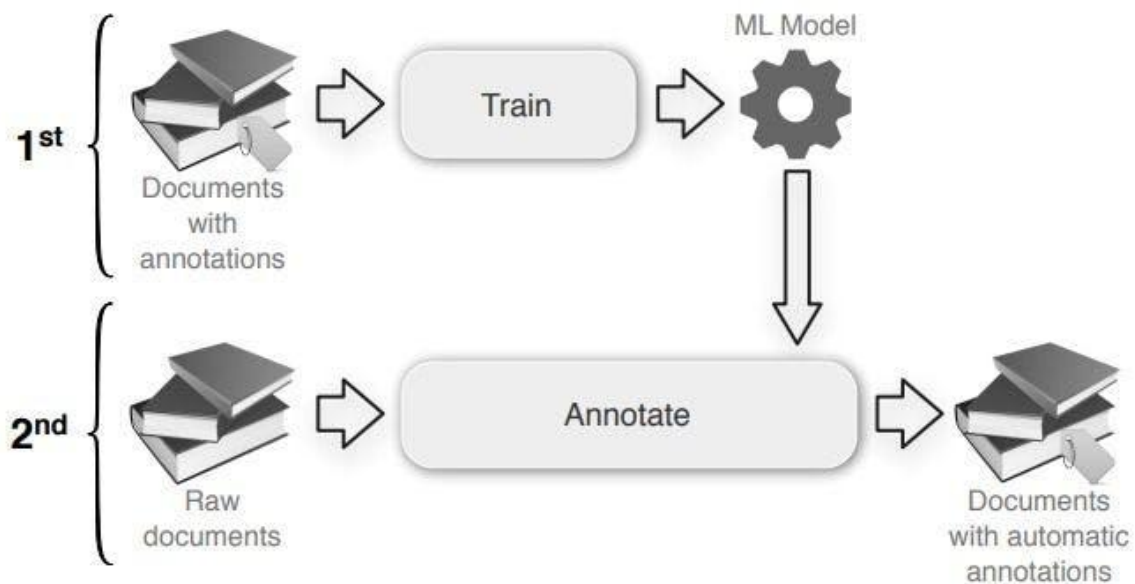 ML Model
1st
Train
Documents
with
annotations
2nd
Annotate
Raw
documents
Documents
with automatic
annotations